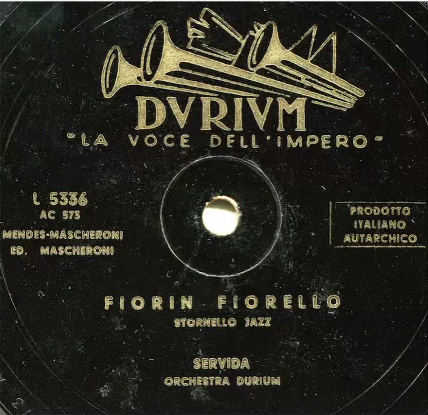 DVRIVM
"LA VOCE DELL'IMPERO"
L 5336
AC 573
MENDES-MASCHERONI
ED. MASCHERONI
PRODOTTO
ITALIANO
AUTARCHICO
FIORIN FIORELLO
STORNELLO JAZZ
SERVIDA
ORCHESTRA DURIUM
2